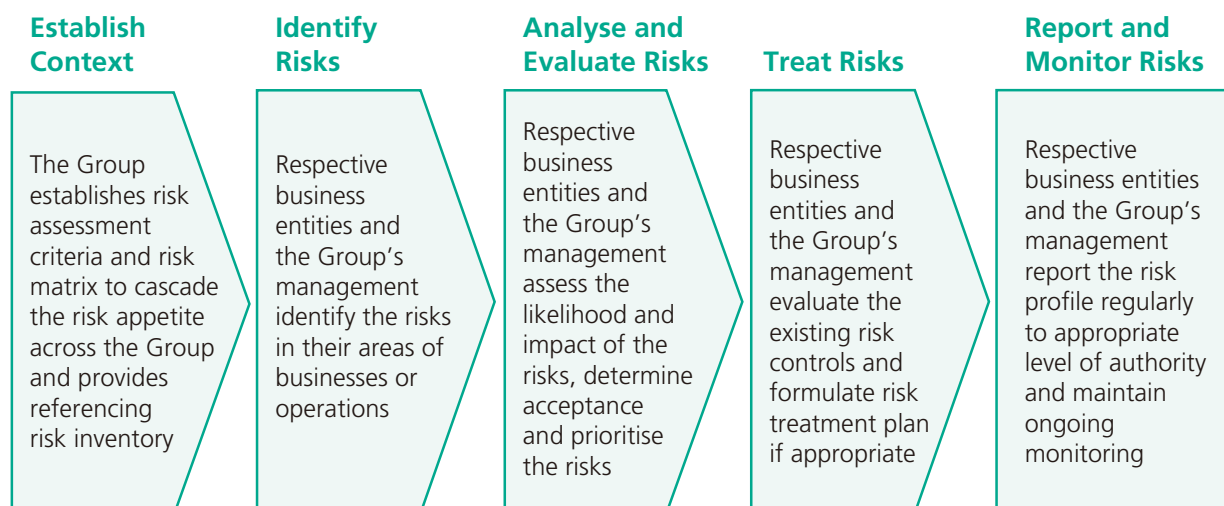 Establish
Context
The Group
establishes risk
assessment
criteria and risk
matrix to cascade
the risk appetite
across the Group
and provides
referencing
risk inventory
Identify
Risks
Respective
business
entities and
the Group's
management
identify the risks
in their areas of
businesses or
operations
Analyse and
Evaluate Risks
Respective
business
entities and
the Group's
management
assess the
likelihood and
impact of the
risks, determine
acceptance
and prioritise
the risks
Treat Risks
Respective
business
entities and
the Group's
management
evaluate the
existing risk
controls and
formulate risk
treatment plan
if appropriate
Report and
Monitor Risks
Respective
business entities
and the Group's
management
report the risk
profile regularly
to appropriate
level of authority
and maintain
ongoing
monitoring